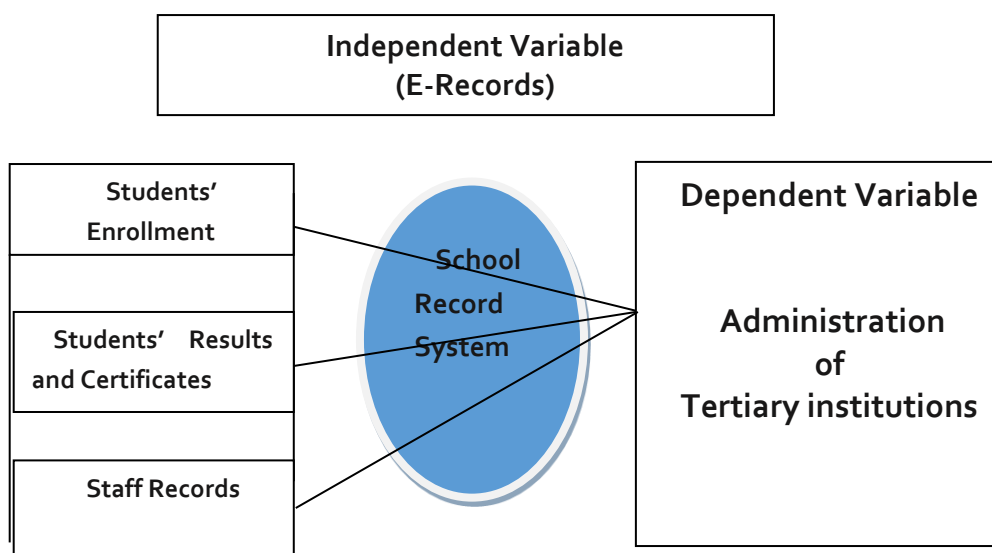 Independent Variable
(E-Records)
Students’
Enrollment
Students’ Results
and Certificates
Staff Records
School
Record
System
Dependent Variable
Administration
of
Tertiary institutions